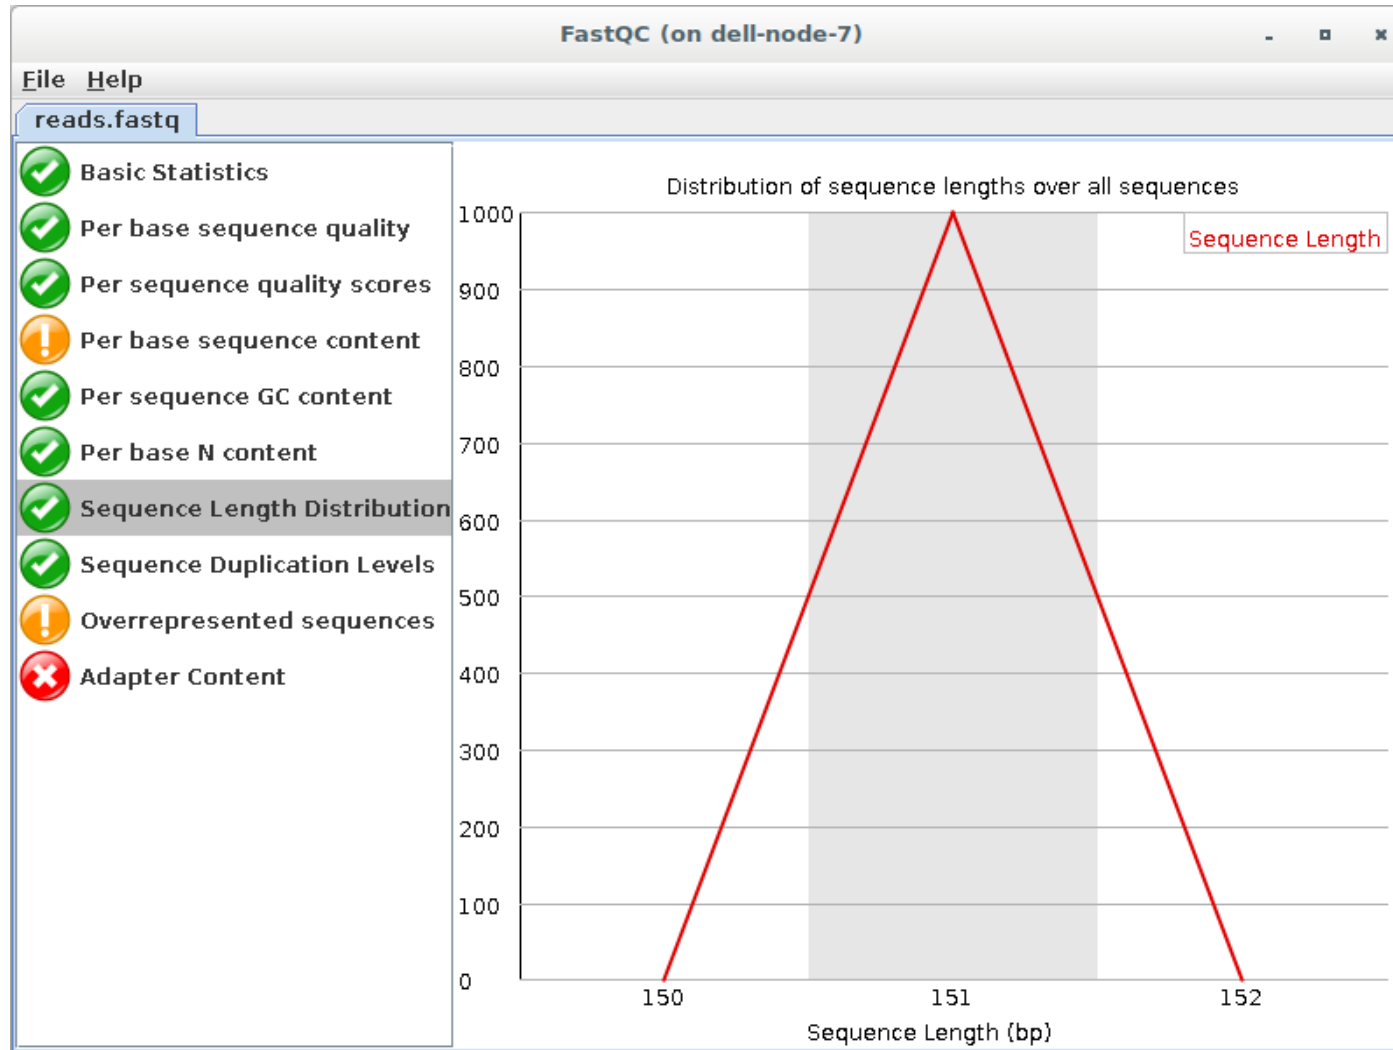 FastQC (on dell-node-7)
File Help
reads.fastq
Basic Statistics
Per base sequence quality
Per sequence quality scores
Per base sequence content
Per sequence GC content
Per base N content
Sequence Length Distribution
Sequence Duplication Levels
Overrepresented sequences
Adapter Content
Distribution of sequence lengths over all sequences
Sequence Length
1000
900
800
700
600
500
400
300
200
100
0
150 151 152
Sequence Length (bp)